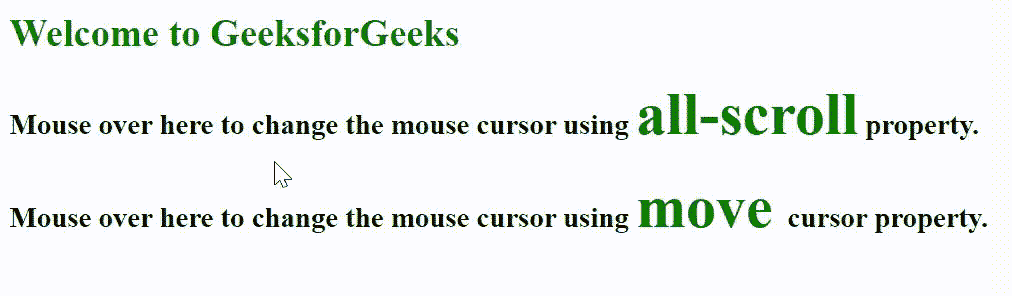 Welcome to GeeksforGeeks
Mouse over here to change the mouse cursor using all-scroll property.
Mouse over here to change the mouse cursor using move cursor property.